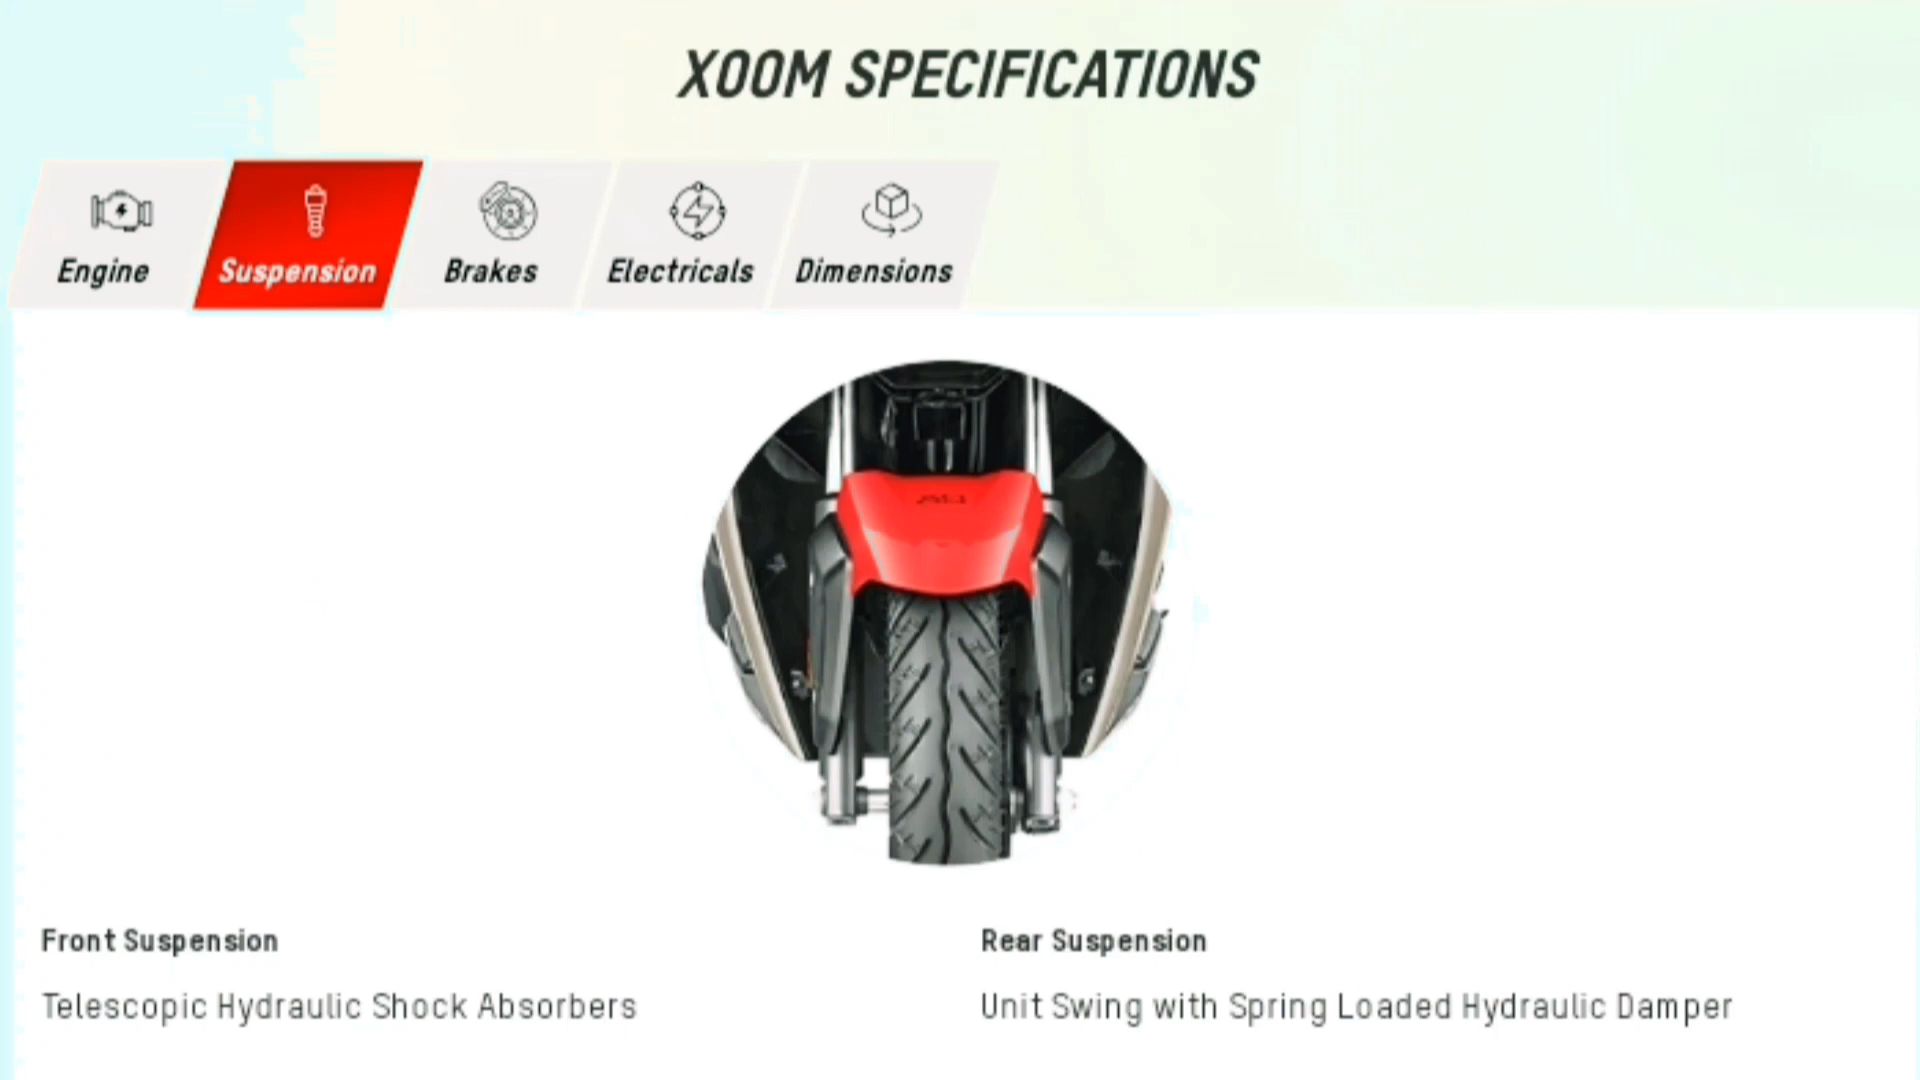 XOOM SPECIFICATIONS
Engine
Suspension
Brakes
Electricals
Dimensions
Front Suspension
Rear Suspension
Telescopic Hydraulic Shock Absorbers
Unit Swing with Spring Loaded Hydraulic Damper